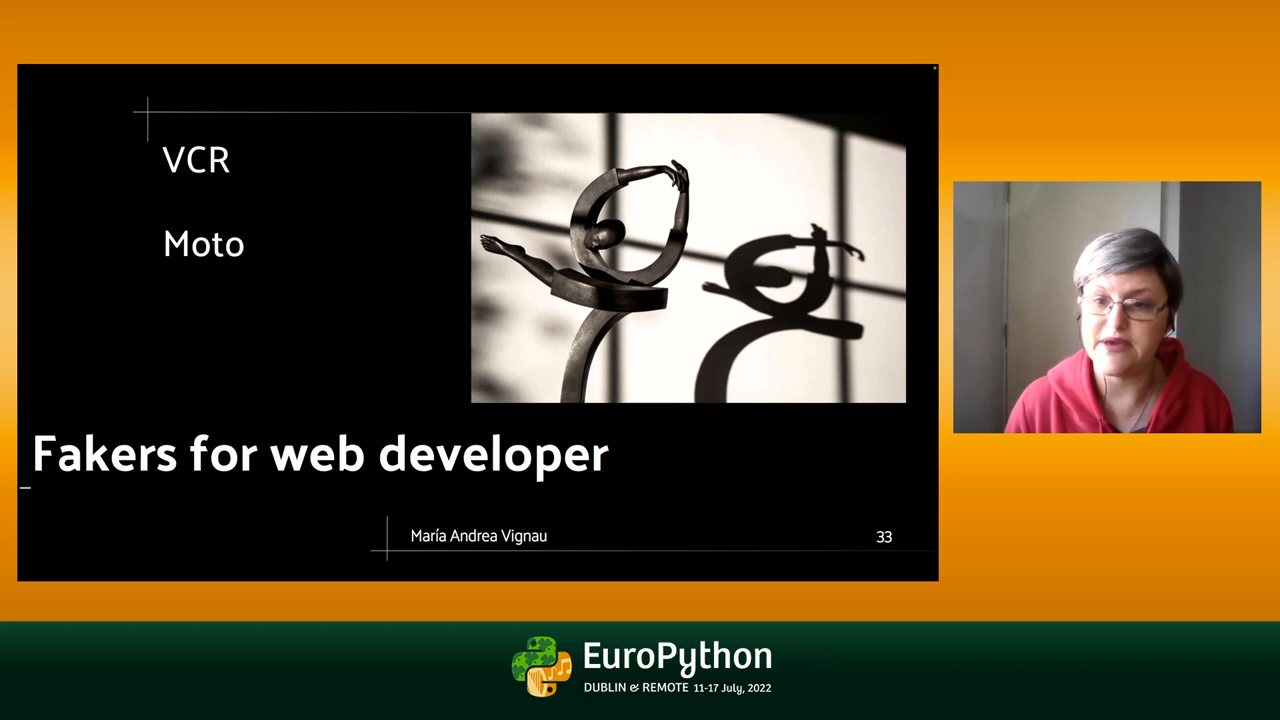 VCR
Moto
Fakers for web developer
María Andrea Vignau
33
EuroPython
DUBLIN & REMOTE 11-17 July, 2022